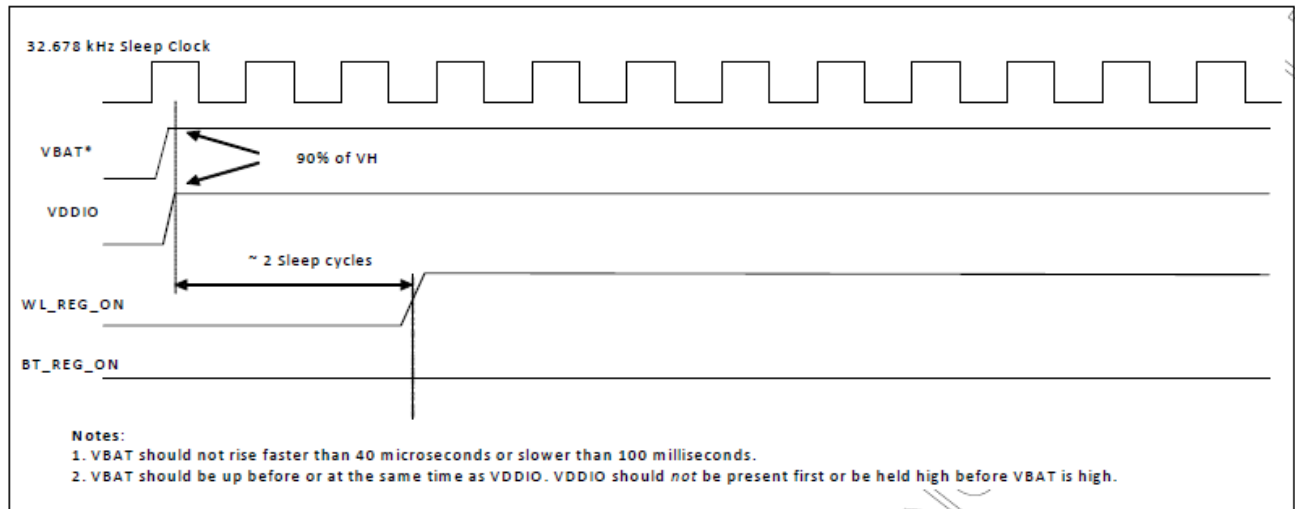 32.678 kHz Sleep Clock
VBAT*
90% of VH
VDDIO
~ 2 Sleep cycles
WL_REG_ON
BT_REG_ON
Notes:
1. VBAT should not rise faster than 40 microseconds or slower than 100 milliseconds.
2. VBAT should be up before or at the same time as VDDIO. VDDIO should not be present first or be held high before VBAT is high.